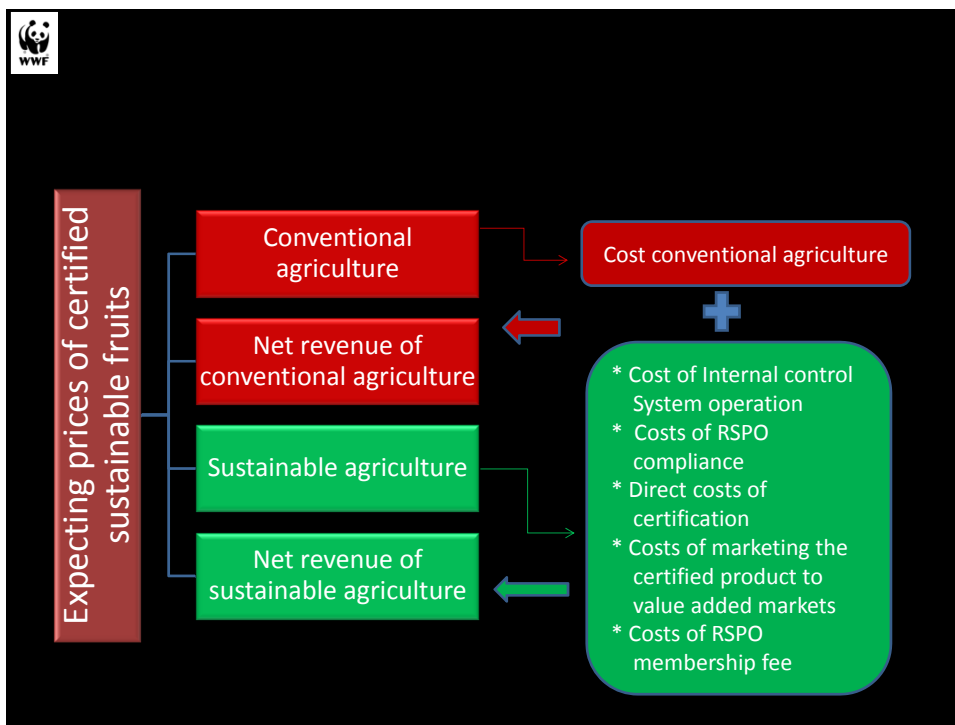 WWF
Expecting prices of certified
sustainable fruits
Conventional
agriculture
Net revenue of
conventional agriculture
Sustainable agriculture
Net revenue of
sustainable agriculture
Cost conventional agriculture
* Cost of Internal control
System operation
* Costs of RSPO
compliance
* Direct costs of
certification
* Costs of marketing the
certified product to
value added markets
* Costs of RSPO
membership fee